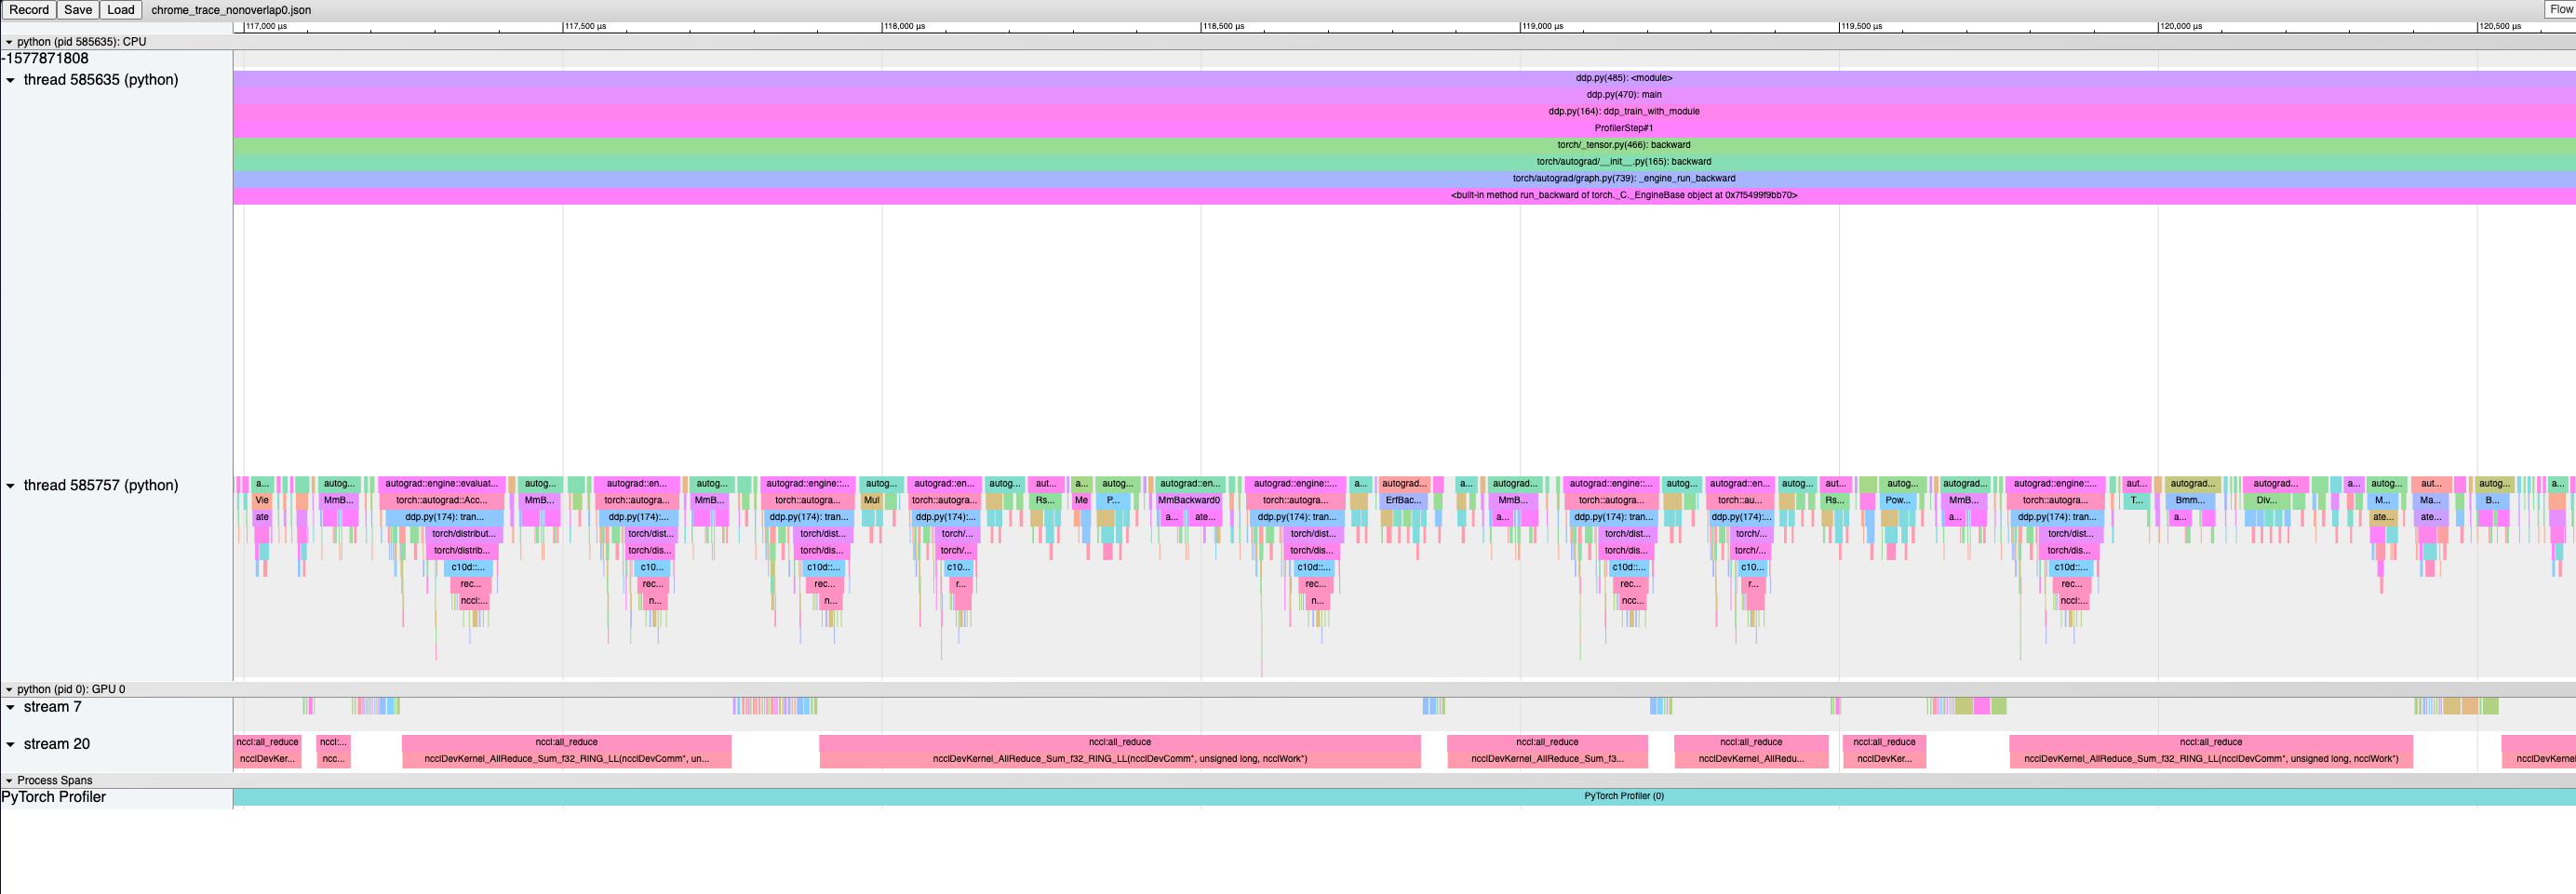 Record Save Load chrome_trace_nonoverlap0.json Flow
117,000 µs 117,500 µs 118,000 µs 118,500 µs 119,000 µs 119,500 µs 120,000 µs 120,500 µs
python (pid 585635): CPU
-1577871808
thread 585635 (python)
ddp.py(485): <module>
ddp.py(470): main
ddp.py(164): ddp_train_with_module
ProfilerStep#1
torch/_tensor.py(466): backward
torch/autograd/__init__.py(165): backward
torch/autograd/graph.py(739): _engine_run_backward
<built-in method run_backward of torch._C._EngineBase object at 0x7f5499f9bb70>
thread 585757 (python)
a... autog... autograd::engine::evaluat... autog... autograd::en... autog... autograd::engine::... autog... autograd::en... autog... aut... a... autog... autograd::en... autograd::engine::... a... autograd... a... autograd... autograd::engine::... autog... autograd::en... autog... aut... autog... autograd... autograd::engine::... aut... autograd... autograd... a... autog... aut... autog... a...
Vie MmB... torch::autograd::Acc... MmB... torch::autogra... MmB... torch::autogra... Mul torch::autogra... Rs... Me P... MmBackward0 torch::autogra... ErfBac... MmB... torch::autogra... torch::au... Rs... Pow... MmB... torch::autogra... T... Bmm... Div... M... Ma... B...
ate ddp.py(174): tran... ddp.py(174):... ddp.py(174): tran... ddp.py(174):... a... ate... ddp.py(174): tran... a... ddp.py(174): tran... ddp.py(174):... a... ddp.py(174): tran... a... ate... ate...
torch/distribut... torch/dist... torch/dist... torch/... torch/dist... torch/dist... torch/... torch/dist...
torch/distrib... torch/dis... torch/dis... torch/... torch/dis... torch/dis... torch/... torch/dis...
c10d::... c10... c10d::... c10... c10d::... c10d::... c10... c10d::...
rec... rec... rec... r... rec... rec... r... rec...
nccl:... n... n... n... ncc... nccl:...
python (pid 0): GPU 0
stream 7
stream 20
nccl:all_reduce nccl:... nccl:all_reduce nccl:all_reduce nccl:all_reduce nccl:all_reduce nccl:all_reduce nccl:all_reduce
ncclDevKer... ncc... ncclDevKernel_AllReduce_Sum_f32_RING_LL(ncclDevComm*, un... ncclDevKernel_AllReduce_Sum_f32_RING_LL(ncclDevComm*, unsigned long, ncclWork*) ncclDevKernel_AllReduce_Sum_f3... ncclDevKernel_AllRedu... ncclDevKer... ncclDevKernel_AllReduce_Sum_f32_RING_LL(ncclDevComm*, unsigned long, ncclWork*) ncclDevKernel
Process Spans
PyTorch Profiler
PyTorch Profiler (0)